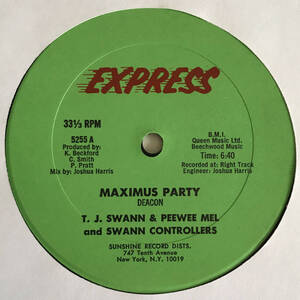 EXPRESS
33⅓ RPM
5255 A
Produced by:
K. Beckford
C. Smith
P. Pratt
Mix by: Joshua Harris
B.M.I.
Queen Music Ltd.
Beechwood Music
Time: 6:40
Recorded at: Right Track
Engineer: Joshua Harris
MAXIMUS PARTY
DEACON
T. J. SWANN & PEEWEE MEL
and SWANN CONTROLLERS
SUNSHINE RECORD DISTS.
747 Tenth Avenue
New York, N.Y. 10019